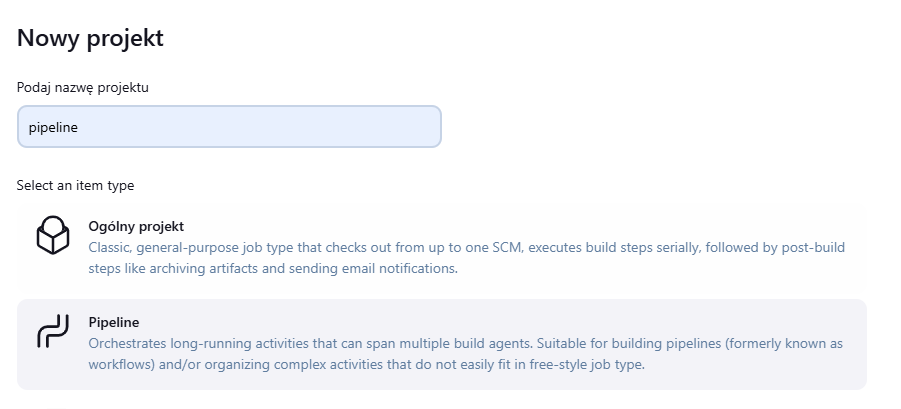 Nowy projekt
Podaj nazwę projektu
pipeline
Select an item type
Ogólny projekt
Classic, general-purpose job type that checks out from up to one SCM, executes build steps serially, followed by post-build
steps like archiving artifacts and sending email notifications.
Pipeline
Orchestrates long-running activities that can span multiple build agents. Suitable for building pipelines (formerly known as
workflows) and/or organizing complex activities that do not easily fit in free-style job type.